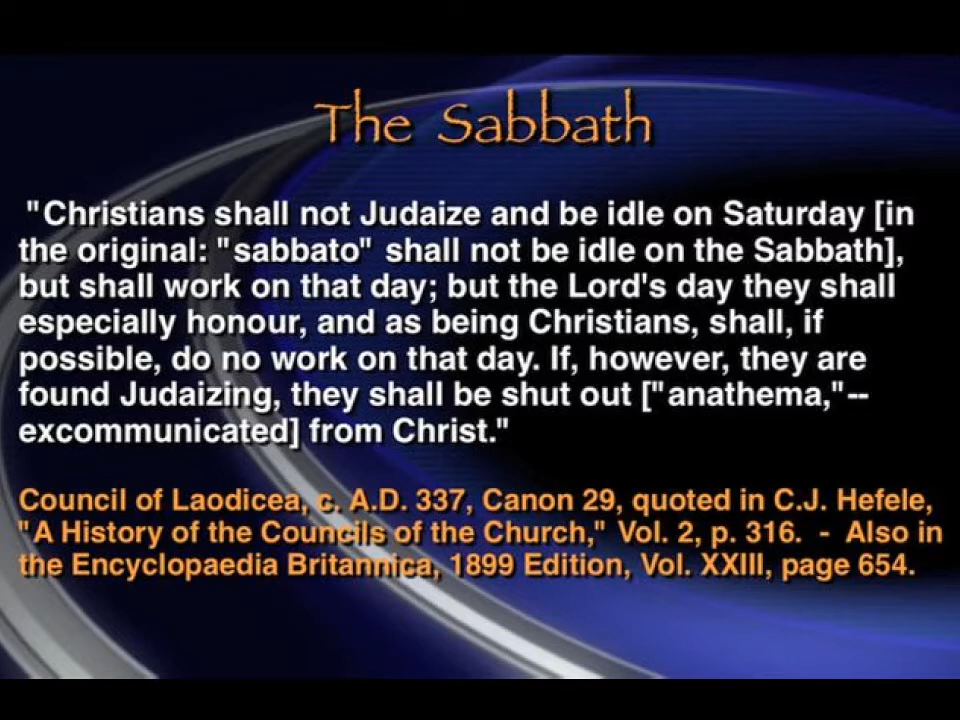 The Sabbath
"Christians shall not Judaize and be idle on Saturday [in
the original: "sabbato" shall not be idle on the Sabbath],
but shall work on that day; but the Lord's day they shall
especially honour, and as being Christians, shall, if
possible, do no work on that day. If, however, they are
found Judaizing, they shall be shut out ["anathema,"--
excommunicated] from Christ."
Council of Laodicea, c. A.D. 337, Canon 29, quoted in C.J. Hefele,
"A History of the Councils of the Church," Vol. 2, p. 316. - Also in
the Encyclopaedia Britannica, 1899 Edition, Vol. XXIII, page 654.